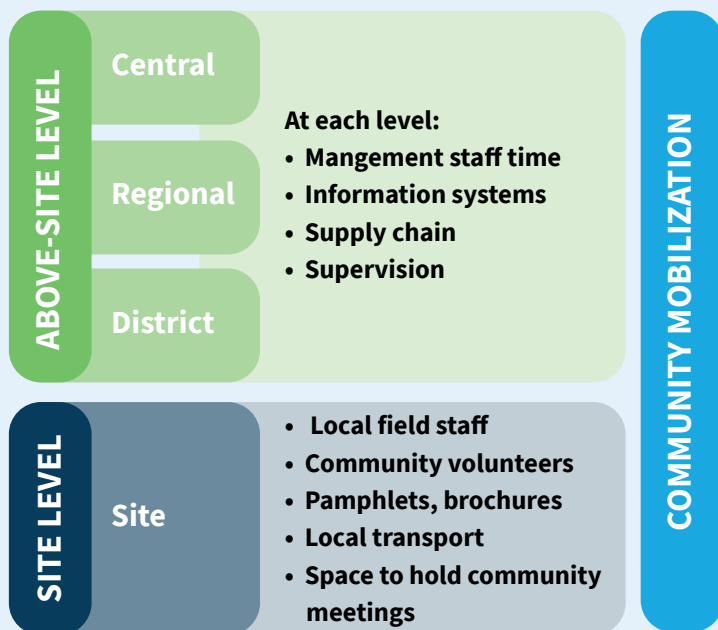 ABOVE-SITE LEVEL
Central
Regional
District
At each level:
• Mangement staff time
• Information systems
• Supply chain
• Supervision
SITE LEVEL
Site
• Local field staff
• Community volunteers
• Pamphlets, brochures
• Local transport
• Space to hold community
meetings
COMMUNITY MOBILIZATION